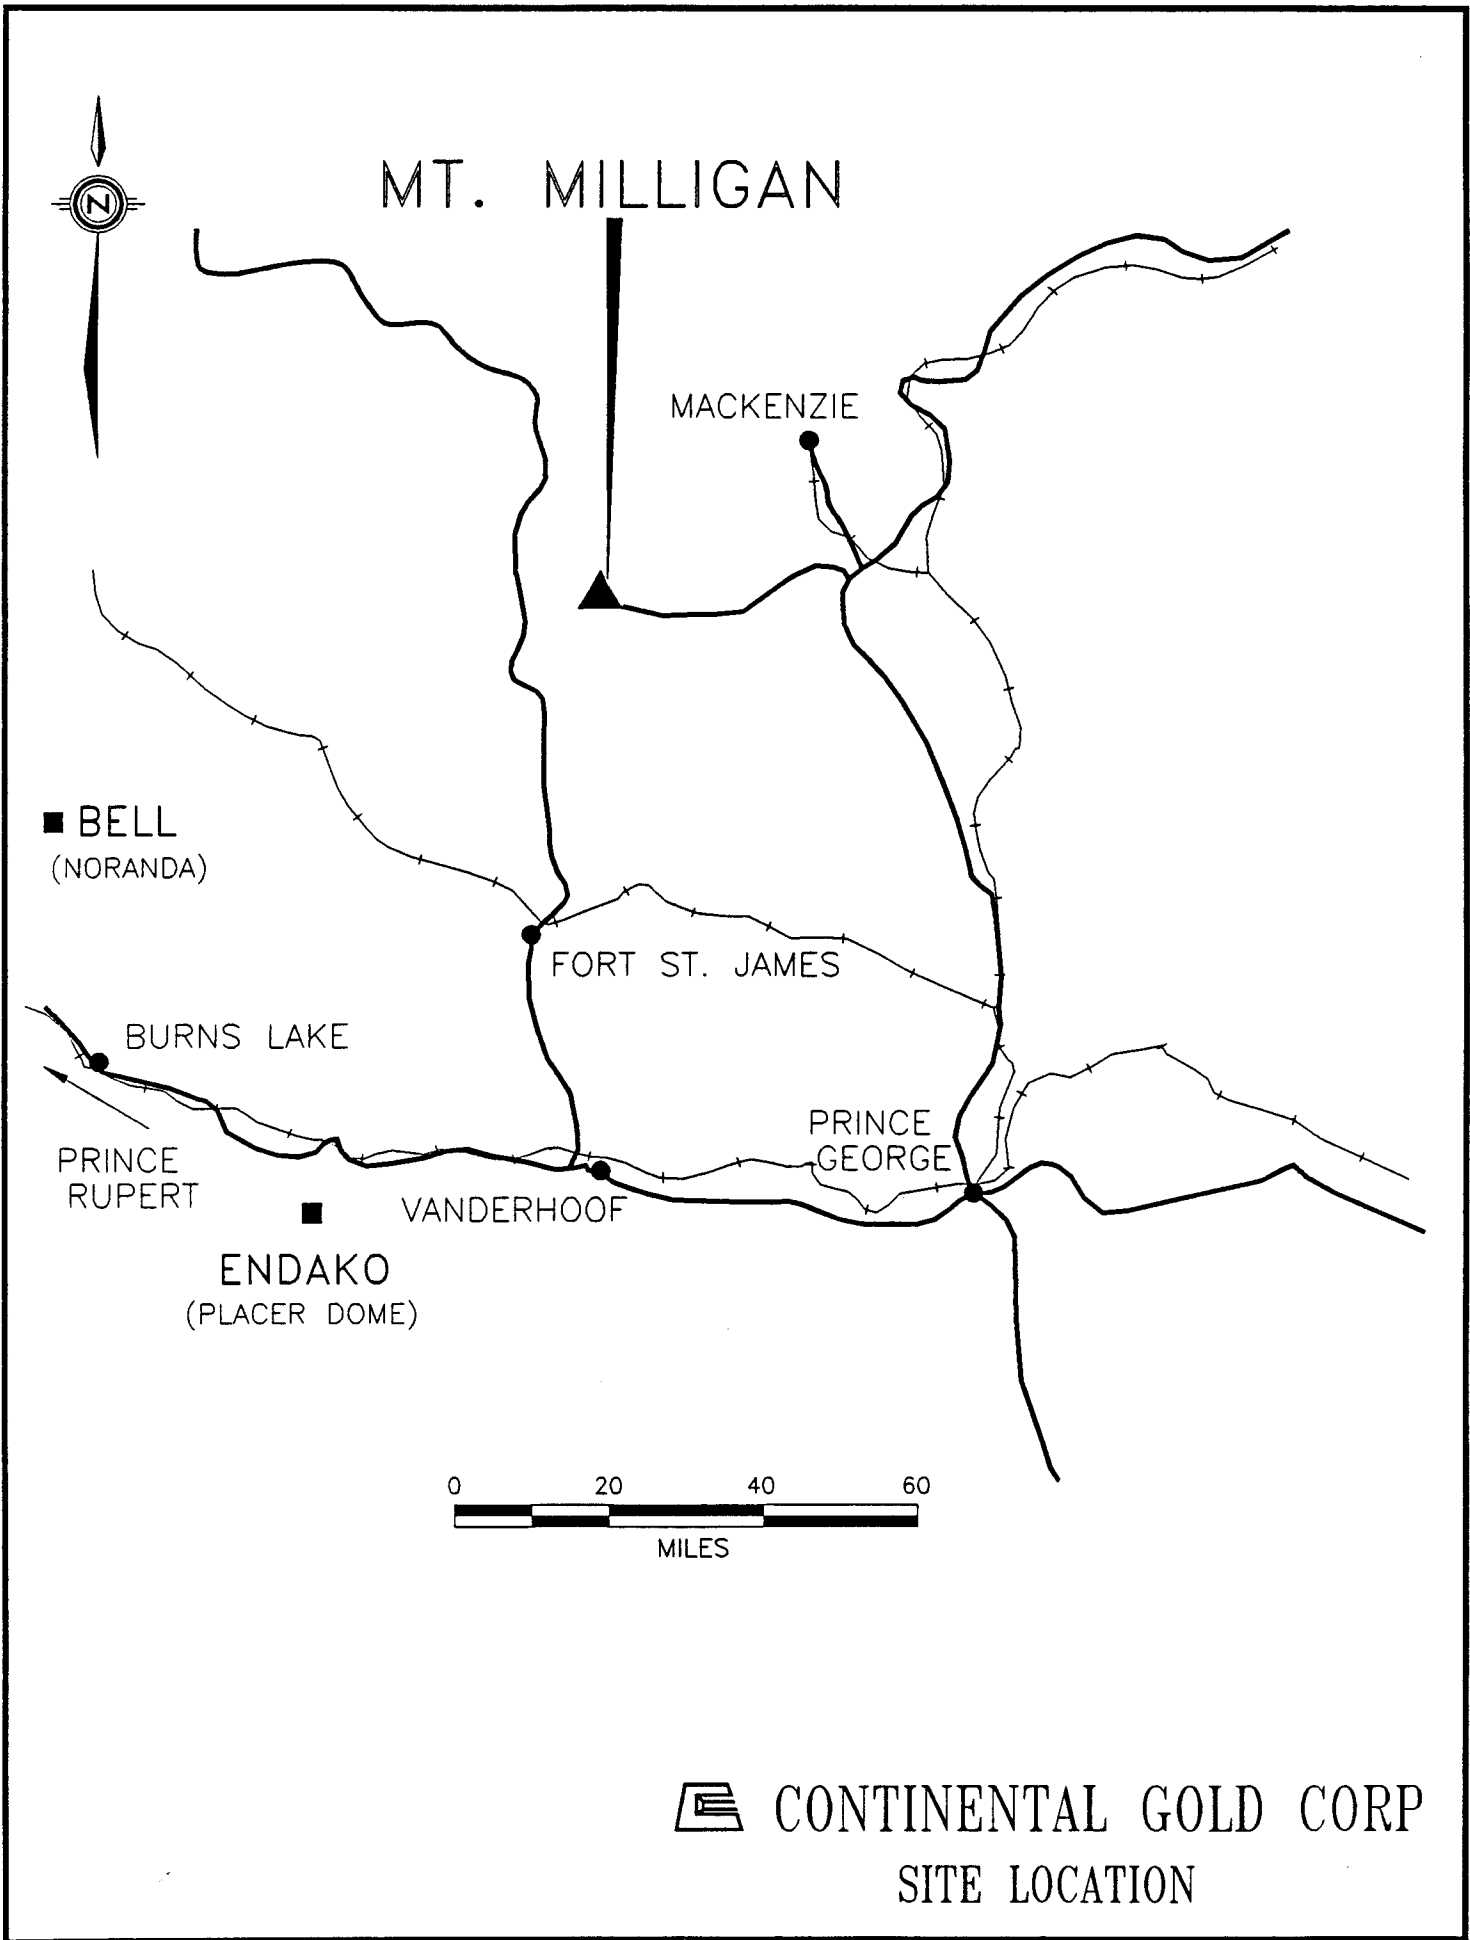 N
MT. MILLIGAN
MACKENZIE
BELL
(NORANDA)
FORT ST. JAMES
BURNS LAKE
PRINCE
RUPERT
PRINCE
GEORGE
VANDERHOOF
ENDAKO
(PLACER DOME)
0 20 40 60
MILES
CONTINENTAL GOLD CORP
SITE LOCATION